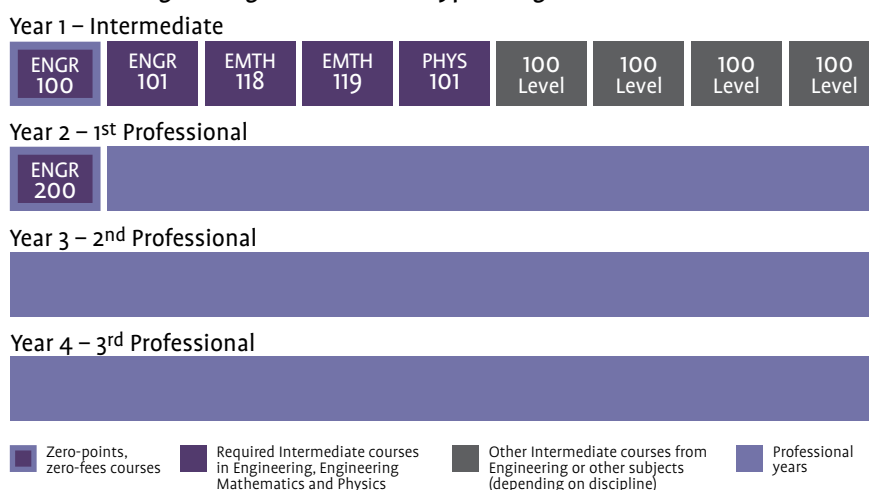 Year 1 – Intermediate
ENGR 100
ENGR 101
EMTH 118
EMTH 119
PHYS 101
100 Level
100 Level
100 Level
100 Level
Year 2 – 1st Professional
ENGR 200
Year 3 – 2nd Professional
Year 4 – 3rd Professional
Zero-points,
zero-fees courses
Required Intermediate courses
in Engineering, Engineering
Mathematics and Physics
Other Intermediate courses from
Engineering or other subjects
(depending on discipline)
Professional
years